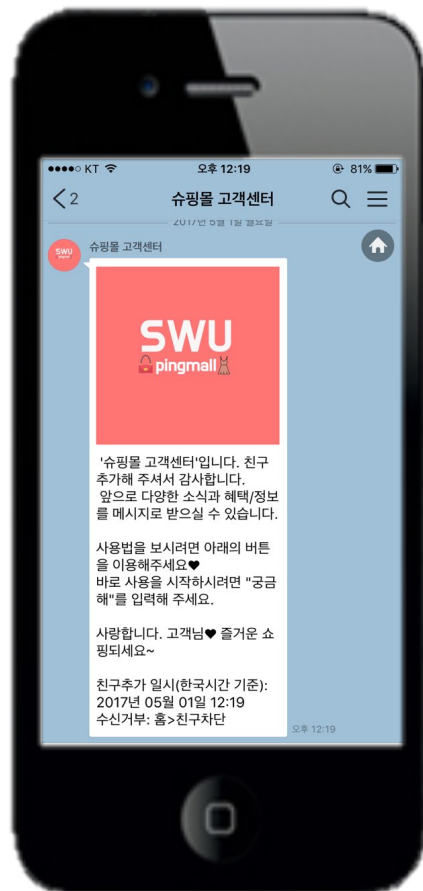 KT 오후 12:19 81%
2 슈핑몰 고객센터
2017년 5월 1일 월요일
SWU 슈핑몰 고객센터
SWU
pingmall
'슈핑몰 고객센터'입니다. 친구
추가해 주셔서 감사합니다.
앞으로 다양한 소식과 혜택/정보
를 메시지로 받으실 수 있습니다.
사용법을 보시려면 아래의 버튼
을 이용해주세요♥
바로 사용을 시작하시려면 "궁금
해"를 입력해 주세요.
사랑합니다. 고객님♥ 즐거운 쇼
핑되세요~
친구추가 일시(한국시간 기준):
2017년 05월 01일 12:19
수신거부: 홈>친구차단
오후 12:19